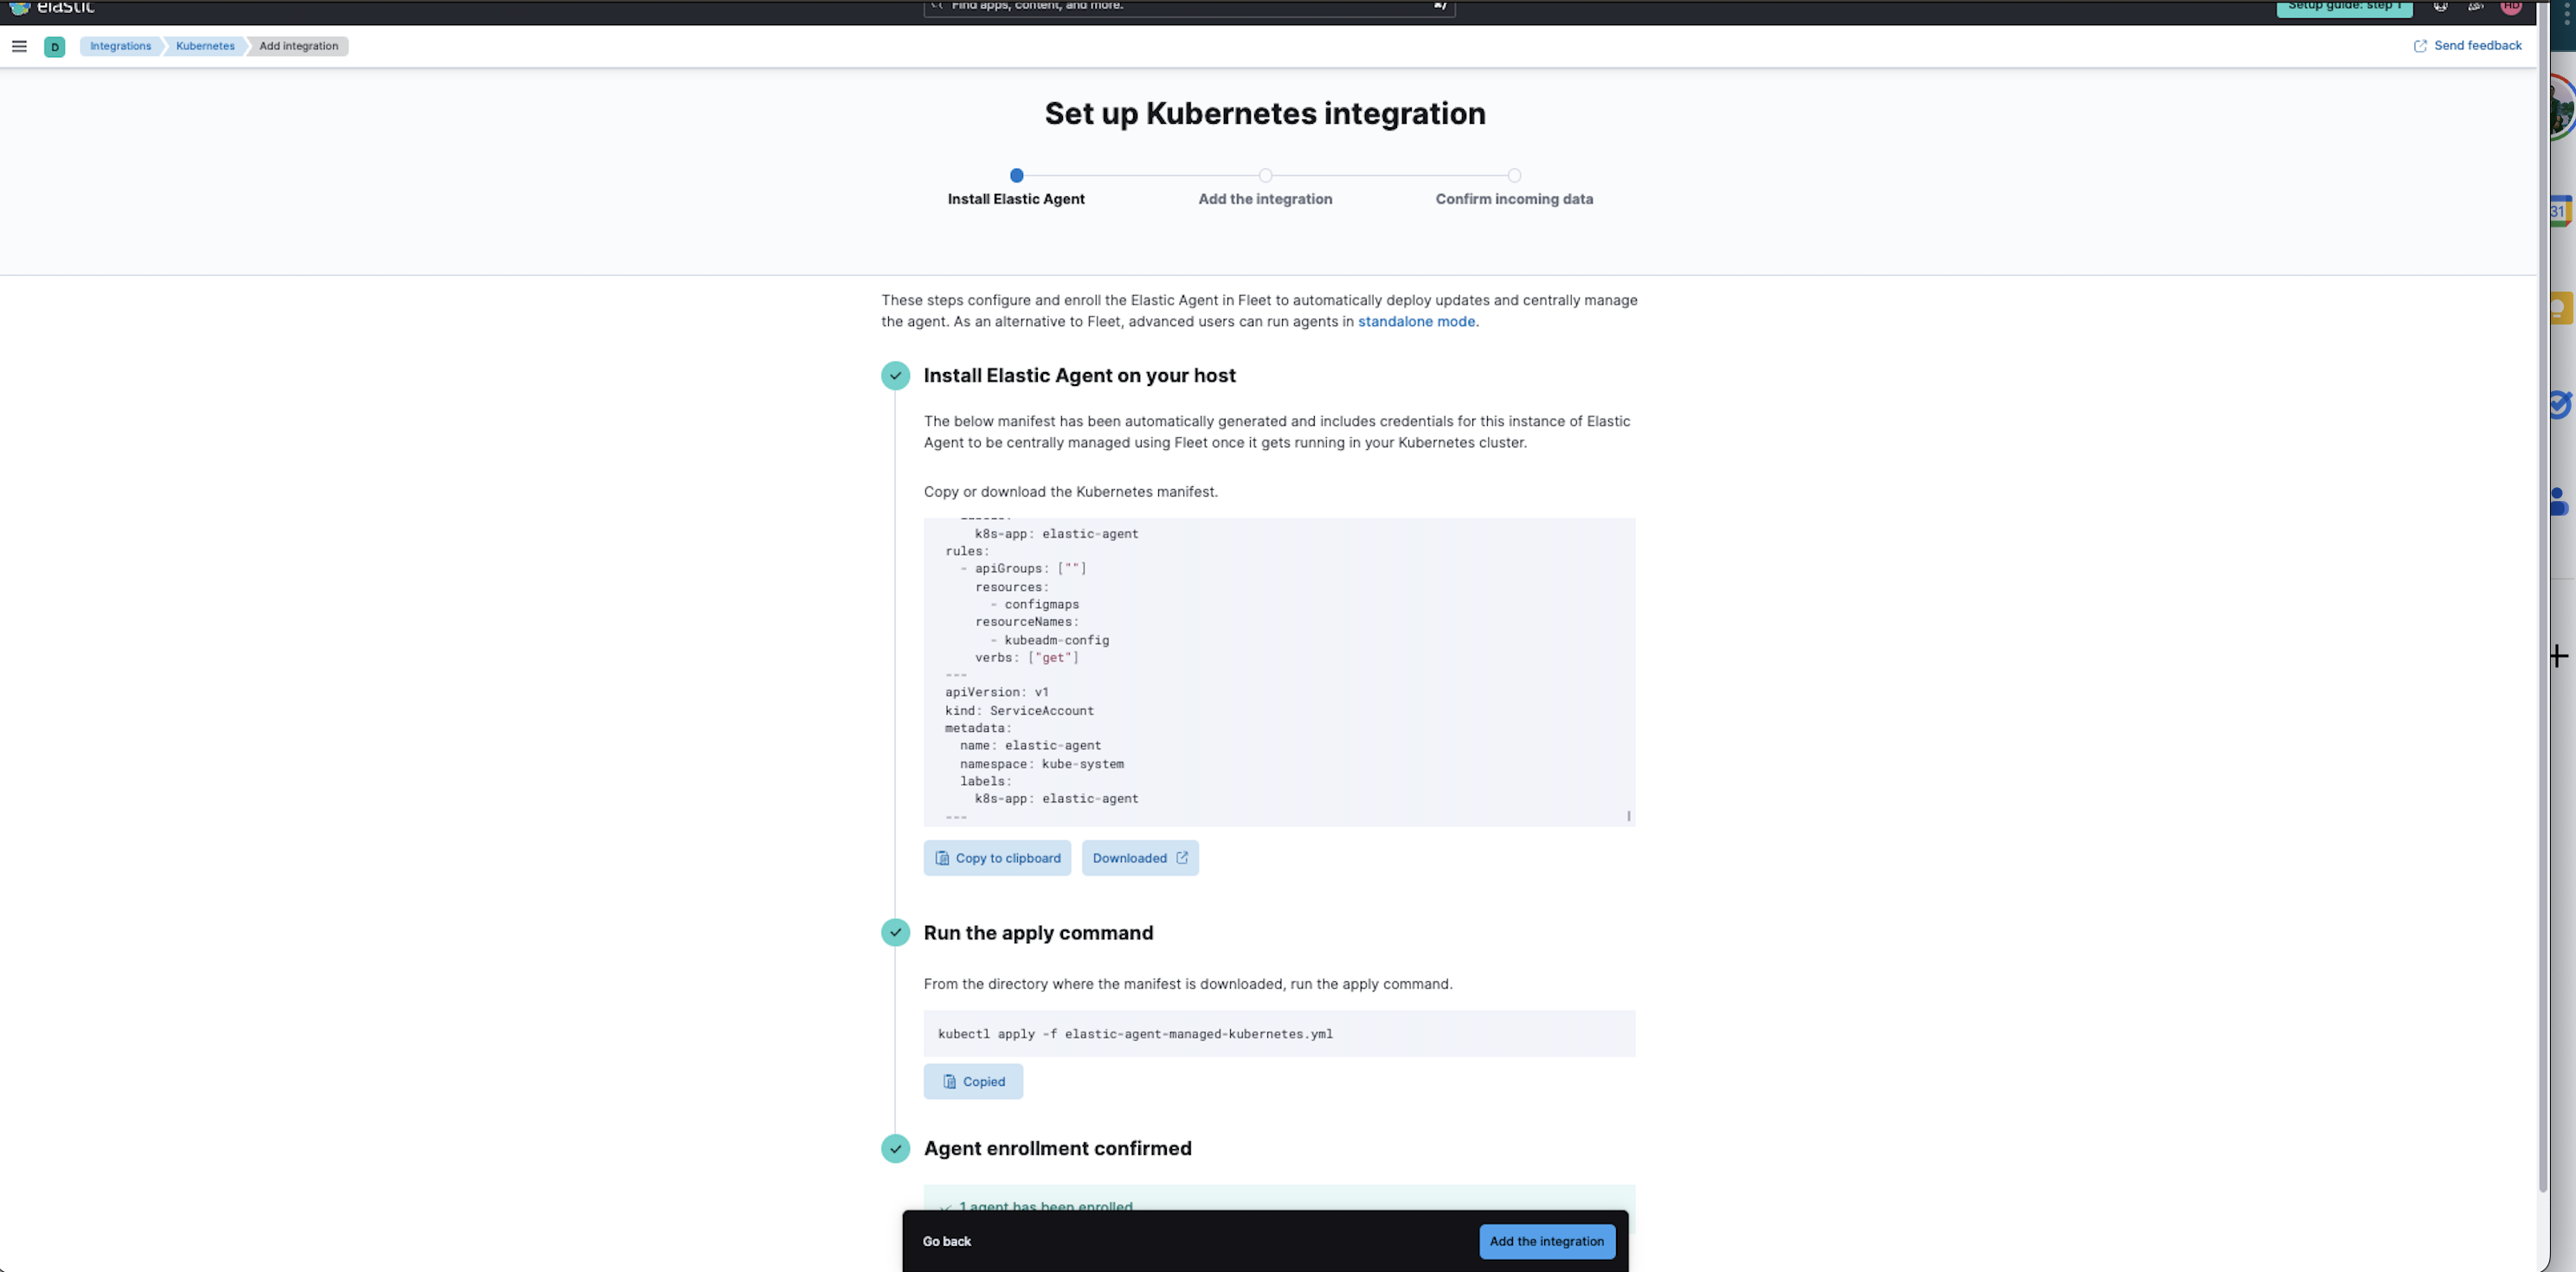 elastic
Find apps, content, and more.
Setup guide: step 1
HD
D
Integrations
Kubernetes
Add integration
Send feedback
Set up Kubernetes integration
Install Elastic Agent
Add the integration
Confirm incoming data
These steps configure and enroll the Elastic Agent in Fleet to automatically deploy updates and centrally manage
the agent. As an alternative to Fleet, advanced users can run agents in standalone mode.
Install Elastic Agent on your host
The below manifest has been automatically generated and includes credentials for this instance of Elastic
Agent to be centrally managed using Fleet once it gets running in your Kubernetes cluster.
Copy or download the Kubernetes manifest.
labels:
k8s-app: elastic-agent
rules:
- apiGroups: [""]
resources:
- configmaps
resourceNames:
- kubeadm-config
verbs: ["get"]
---
apiVersion: v1
kind: ServiceAccount
metadata:
name: elastic-agent
namespace: kube-system
labels:
k8s-app: elastic-agent
---
Copy to clipboard
Downloaded
Run the apply command
From the directory where the manifest is downloaded, run the apply command.
kubectl apply -f elastic-agent-managed-kubernetes.yml
Copied
Agent enrollment confirmed
1 agent has been enrolled
Go back
Add the integration
31